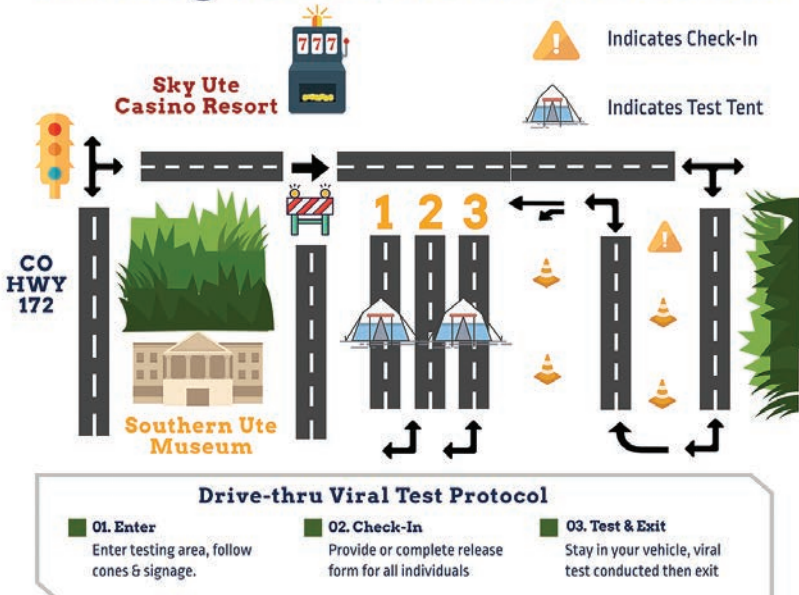 777
Indicates Check-In
Sky Ute
Casino Resort
Indicates Test Tent
1 2 3
CO
HWY
172
Southern Ute
Museum
Drive-thru Viral Test Protocol
01. Enter
Enter testing area, follow
cones & signage.
02. Check-In
Provide or complete release
form for all individuals
03. Test & Exit
Stay in your vehicle, viral
test conducted then exit